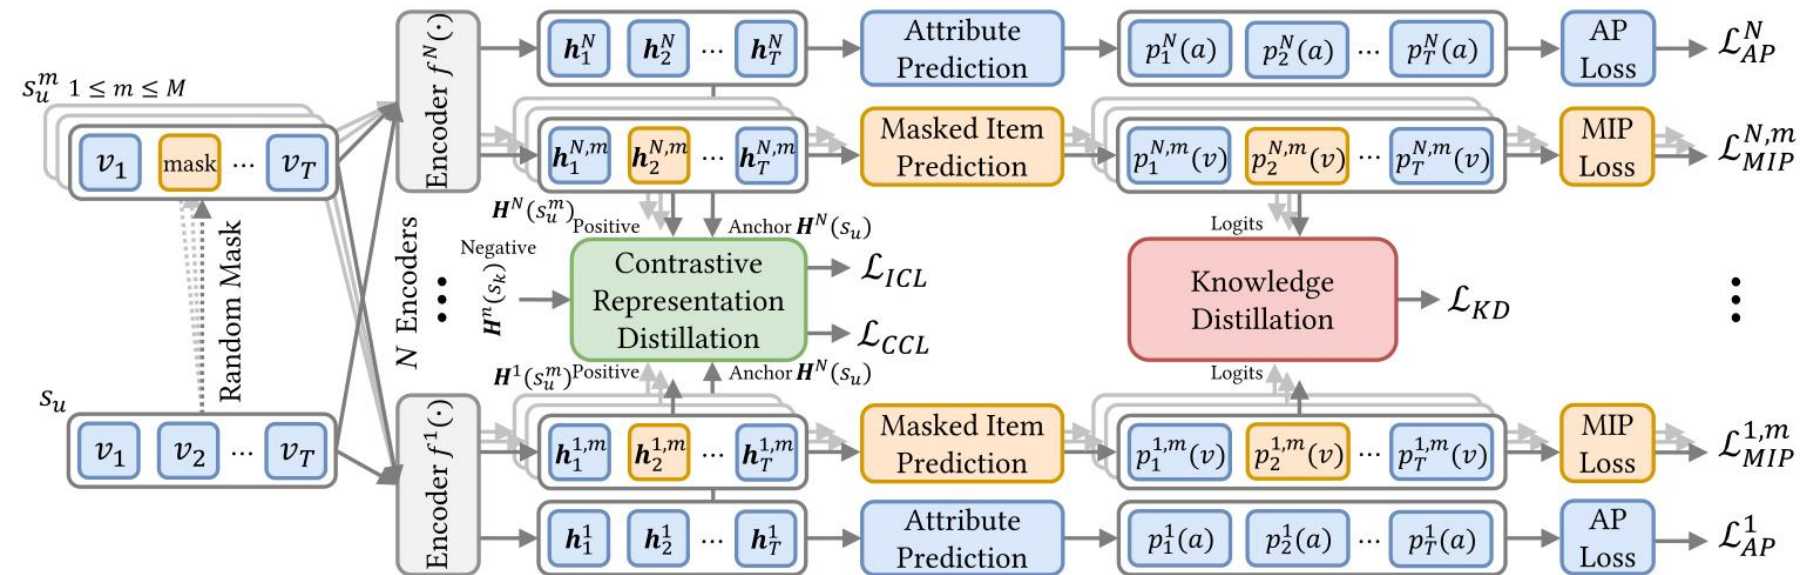 s_u^m 1 ≤ m ≤ M
v_1 mask ... v_T
Random Mask
s_u
v_1 v_2 ... v_T
N Encoders
Encoder f^N(·)
h_1^N h_2^N ... h_T^N
Attribute Prediction
p_1^N(a) p_2^N(a) ... p_T^N(a)
AP Loss
ℒ_AP^N
h_1^{N,m} h_2^{N,m} ... h_T^{N,m}
Masked Item Prediction
p_1^{N,m}(v) p_2^{N,m}(v) ... p_T^{N,m}(v)
MIP Loss
ℒ_MIP^{N,m}
H^N(s_u^m) Positive
Anchor H^N(s_u)
Logits
Negative
H^n(s_k)
Contrastive
Representation
Distillation
ℒ_ICL
ℒ_CCL
Knowledge
Distillation
ℒ_KD
H^1(s_u^m) Positive
Anchor H^N(s_u)
Logits
Encoder f^1(·)
h_1^{1,m} h_2^{1,m} ... h_T^{1,m}
Masked Item Prediction
p_1^{1,m}(v) p_2^{1,m}(v) ... p_T^{1,m}(v)
MIP Loss
ℒ_MIP^{1,m}
h_1^1 h_2^1 ... h_T^1
Attribute Prediction
p_1^1(a) p_2^1(a) ... p_T^1(a)
AP Loss
ℒ_AP^1